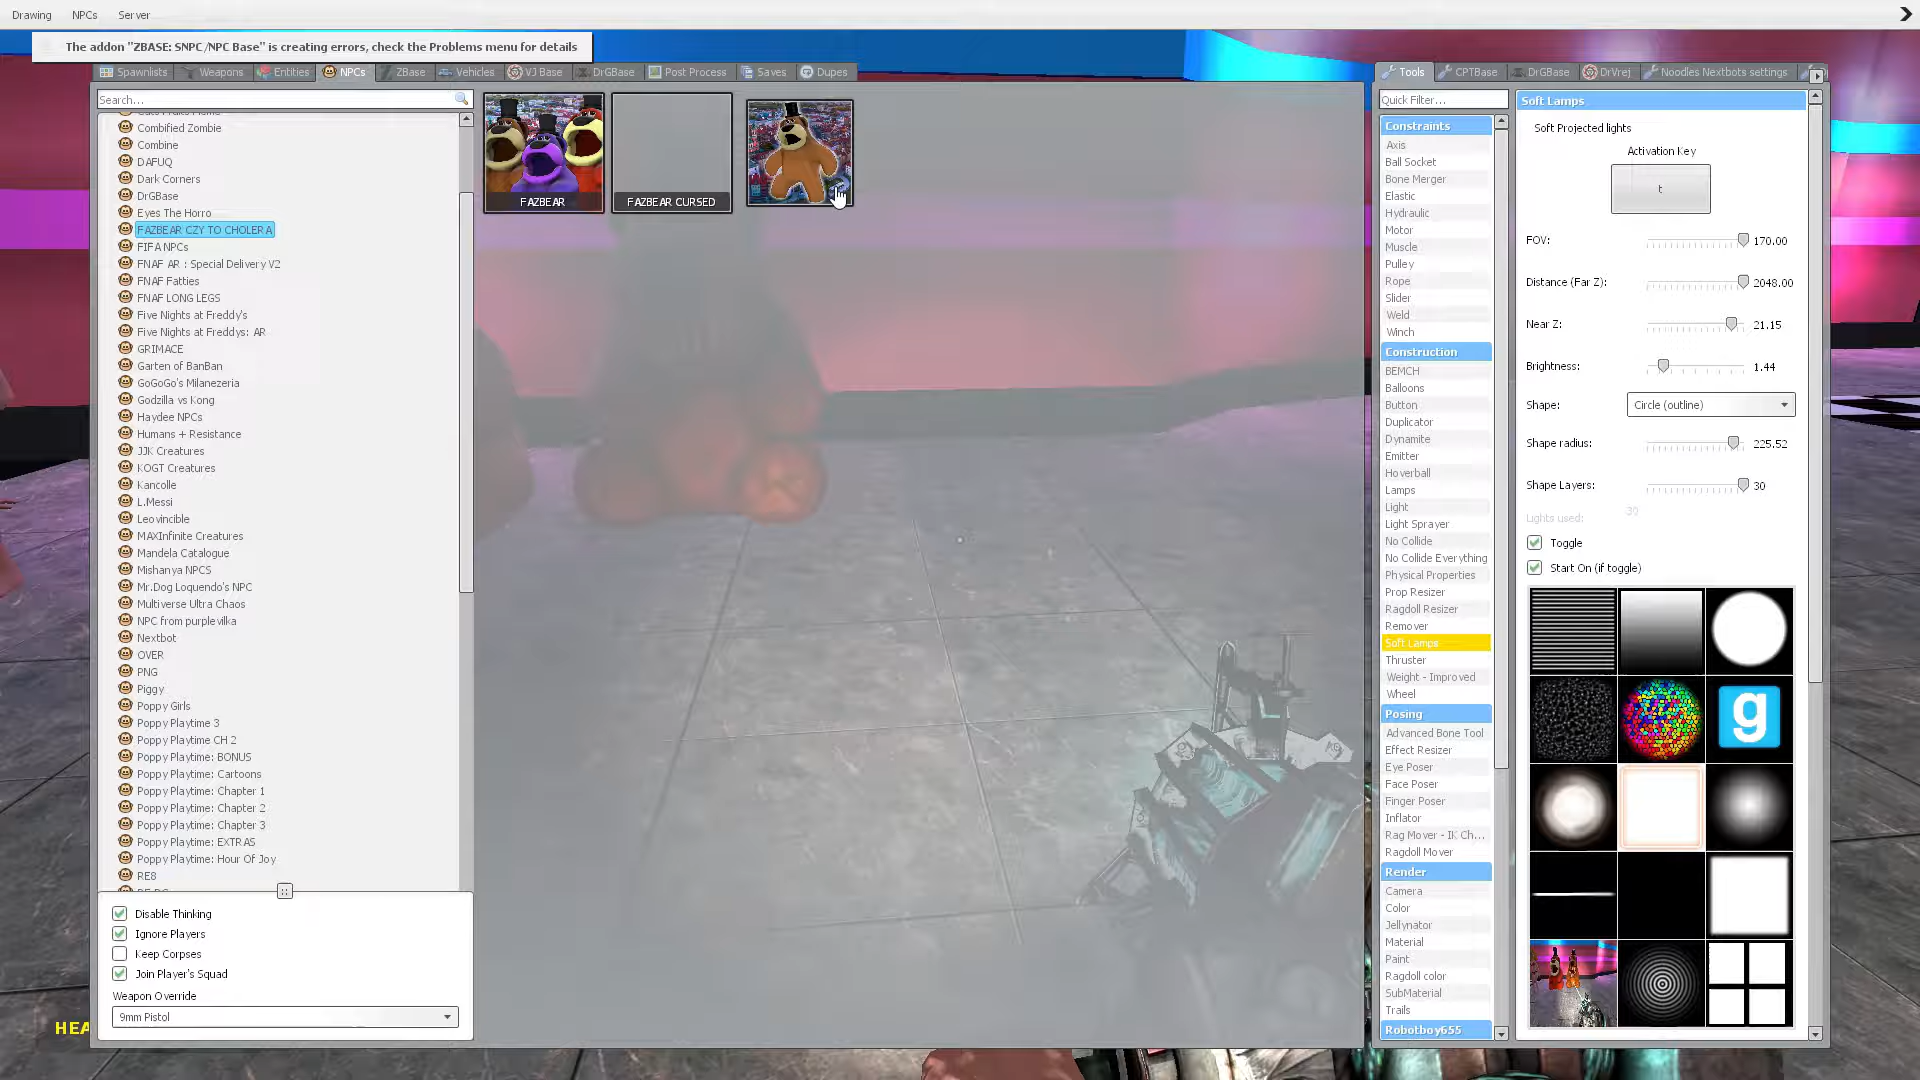 Drawing
NPCs
Server
The addon "ZBASE: SNPC/NPC Base" is creating errors, check the Problems menu for details
Spawnlists
Weapons
Entities
NPCs
ZBase
Vehicles
VJ Base
DrGBase
Post Process
Saves
Dupes
Search...
Combified Zombie
Combine
DAFUQ
Dark Corners
DrGBase
Eyes The Horro
FAZBEAR CZY TO CHOLERA
FIFA NPCs
FNAF AR : Special Delivery V2
FNAF Fatties
FNAF LONG LEGS
Five Nights at Freddy's
Five Nights at Freddys: AR
GRIMACE
Garten of BanBan
GoGoGo's Milanezeria
Godzilla vs Kong
Haydee NPCs
Humans + Resistance
JJK Creatures
KOGT Creatures
Kancolle
L.Messi
Leovincible
MAXInfinite Creatures
Mandela Catalogue
Mishanya NPCS
Mr.Dog Loquendo's NPC
Multiverse Ultra Chaos
NPC from purplevilka
Nextbot
OVER
PNG
Piggy
Poppy Girls
Poppy Playtime 3
Poppy Playtime CH 2
Poppy Playtime: BONUS
Poppy Playtime: Cartoons
Poppy Playtime: Chapter 1
Poppy Playtime: Chapter 2
Poppy Playtime: Chapter 3
Poppy Playtime: EXTRAS
Poppy Playtime: Hour Of Joy
RE8
Disable Thinking
Ignore Players
Keep Corpses
Join Player's Squad
Weapon Override
9mm Pistol
HEA
FAZBEAR
FAZBEAR CURSED
Tools
CPTBase
DrGBase
DrVrej
Noodles Nextbots settings
Quick Filter...
Constraints
Axis
Ball Socket
Bone Merger
Elastic
Hydraulic
Motor
Muscle
Pulley
Rope
Slider
Weld
Winch
Construction
BEMCH
Balloons
Button
Duplicator
Dynamite
Emitter
Hoverball
Lamps
Light
Light Sprayer
No Collide
No Collide Everything
Physical Properties
Prop Resizer
Ragdoll Resizer
Remover
Soft Lamps
Thruster
Weight - Improved
Wheel
Posing
Advanced Bone Tool
Effect Resizer
Eye Poser
Face Poser
Finger Poser
Inflator
Rag Mover - IK Ch...
Ragdoll Mover
Render
Camera
Color
Jellynator
Material
Paint
Ragdoll color
SubMaterial
Trails
Robotboy655
Soft Lamps
Soft Projected lights
Activation Key
t
FOV: 170.00
Distance (Far Z): 2048.00
Near Z: 21.15
Brightness: 1.44
Shape: Circle (outline)
Shape radius: 225.52
Shape Layers: 30
Lights used: 30
Toggle
Start On (if toggle)
g